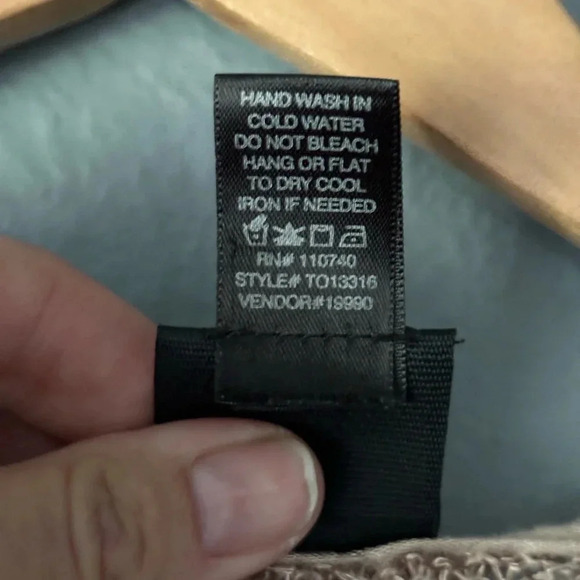 HAND WASH IN
COLD WATER
DO NOT BLEACH
HANG OR FLAT
TO DRY COOL
IRON IF NEEDED
RN# 110740
STYLE# TO13316
VENDOR#19990